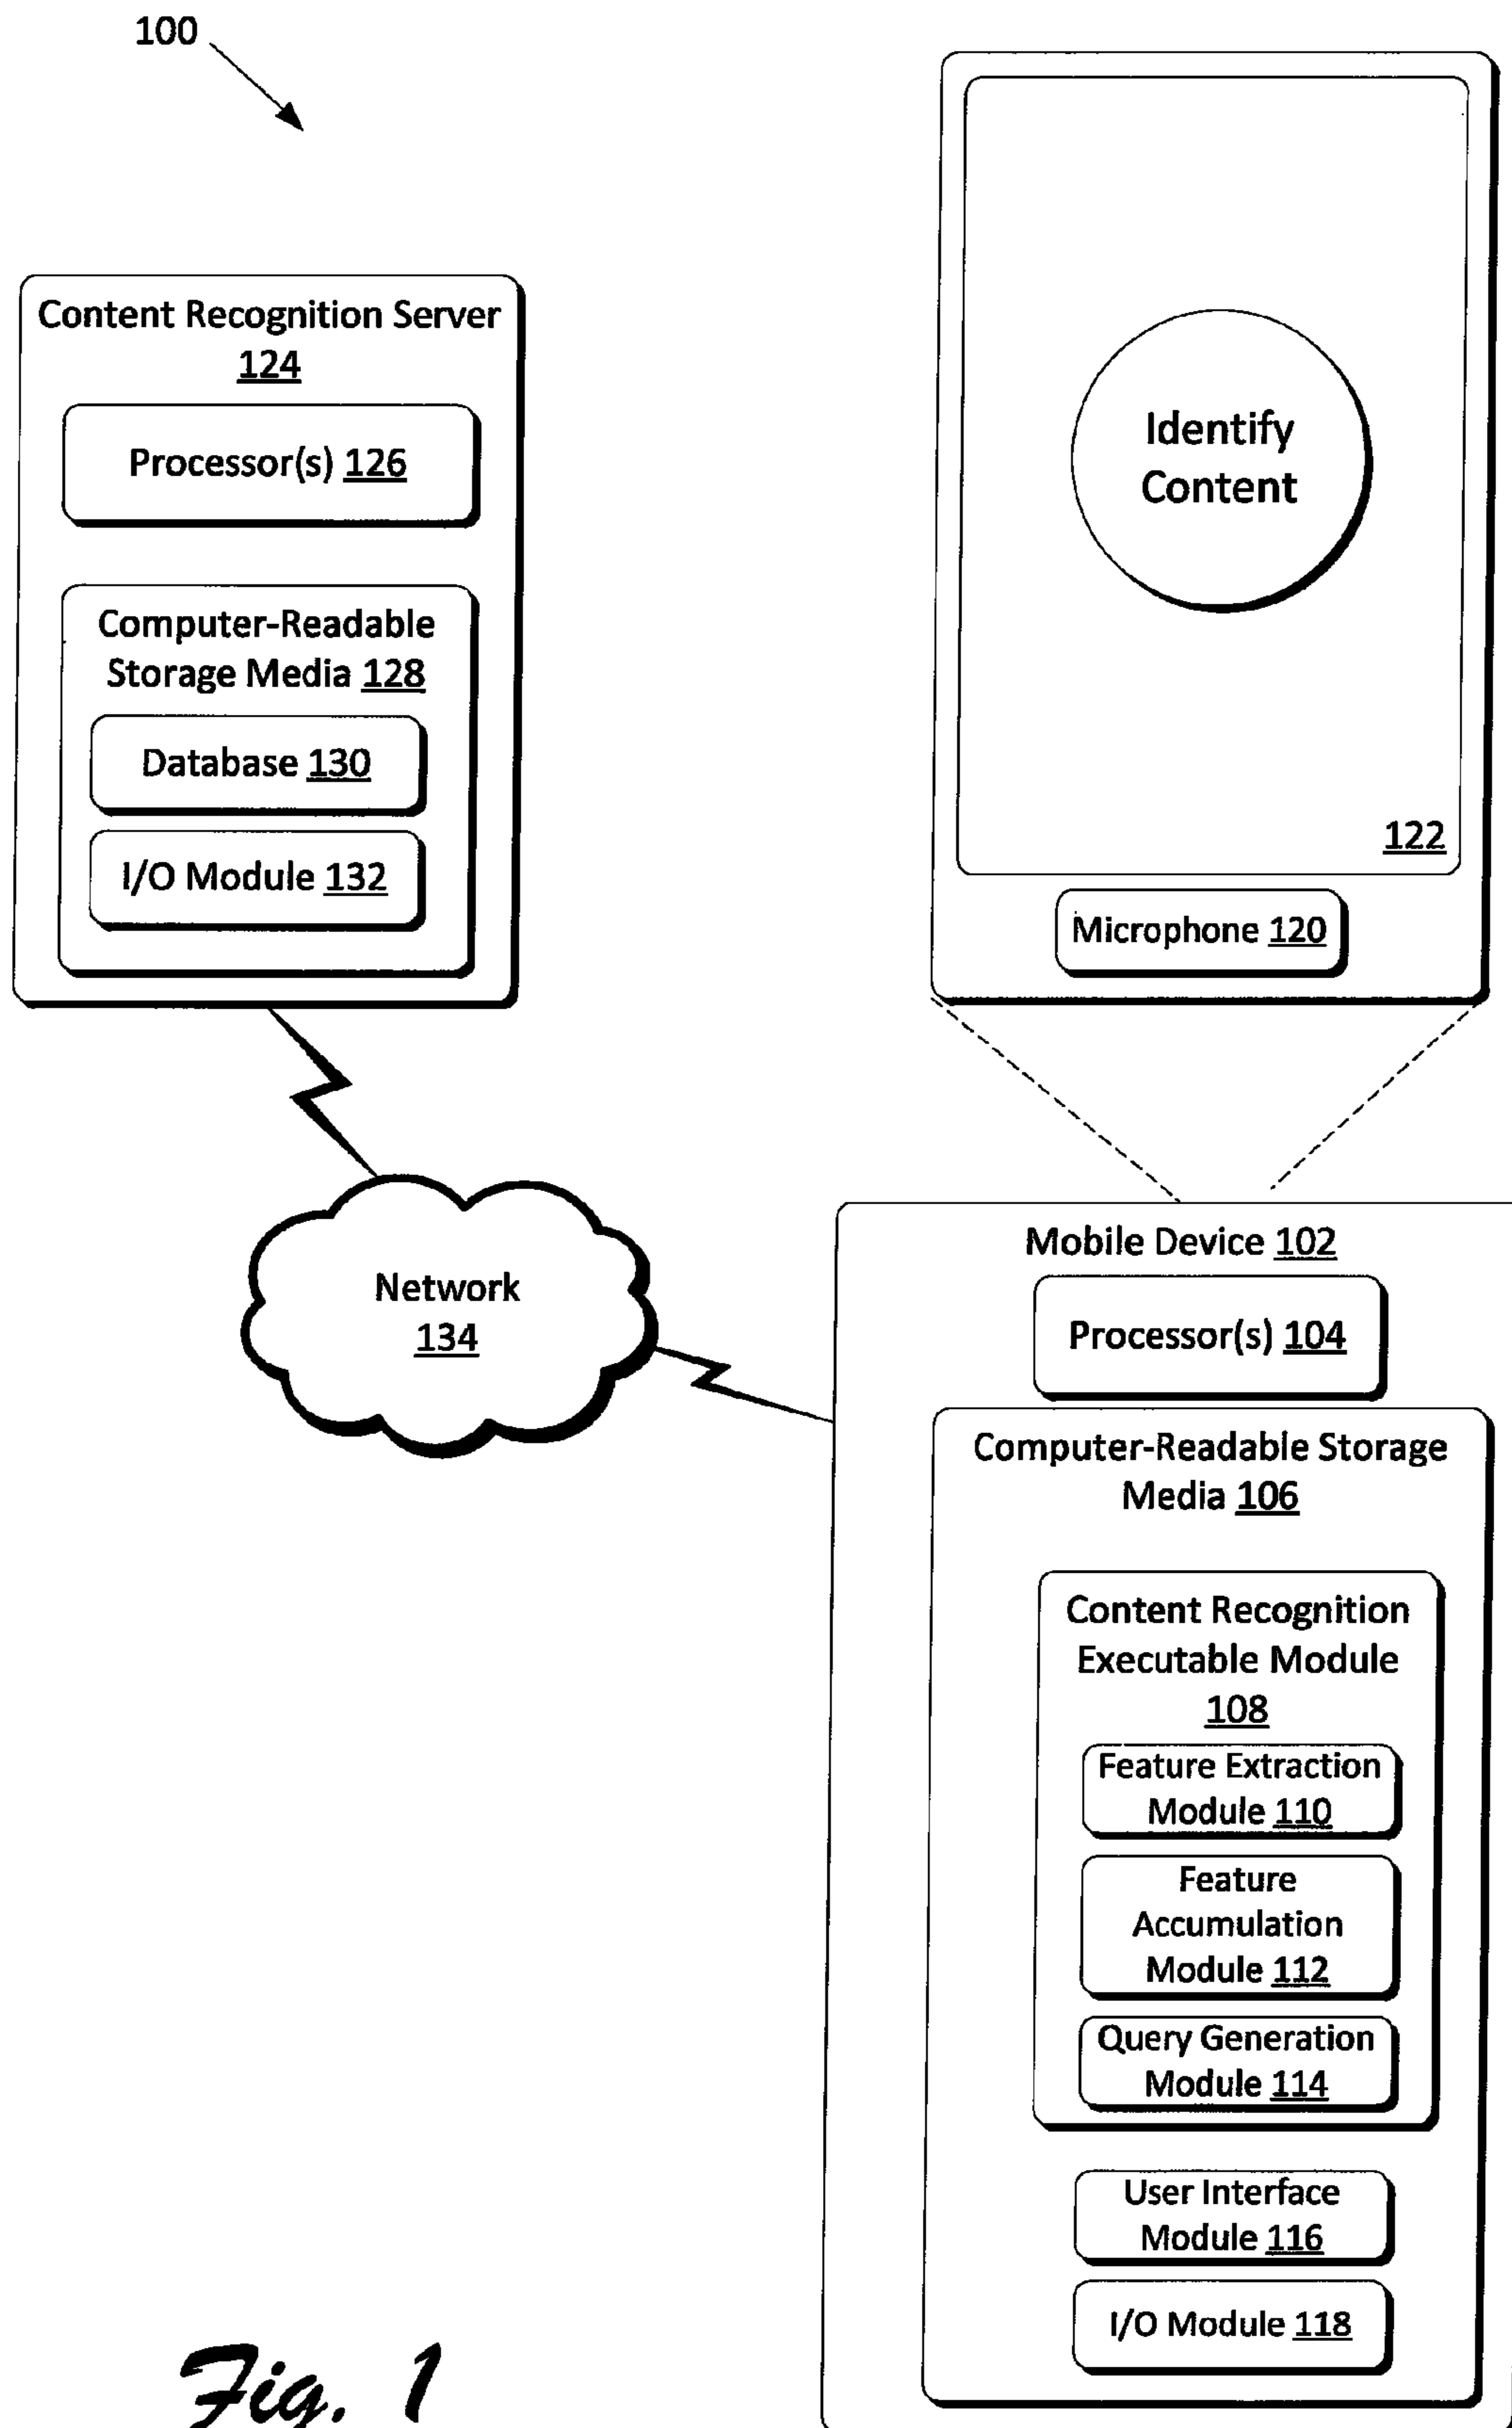 100
Content Recognition Server
124
Processor(s) 126
Computer-Readable
Storage Media 128
Database 130
I/O Module 132
Identify
Content
122
Microphone 120
Network
134
Mobile Device 102
Processor(s) 104
Computer-Readable Storage
Media 106
Content Recognition
Executable Module
108
Feature Extraction
Module 110
Feature
Accumulation
Module 112
Query Generation
Module 114
User Interface
Module 116
I/O Module 118
Fig. 1